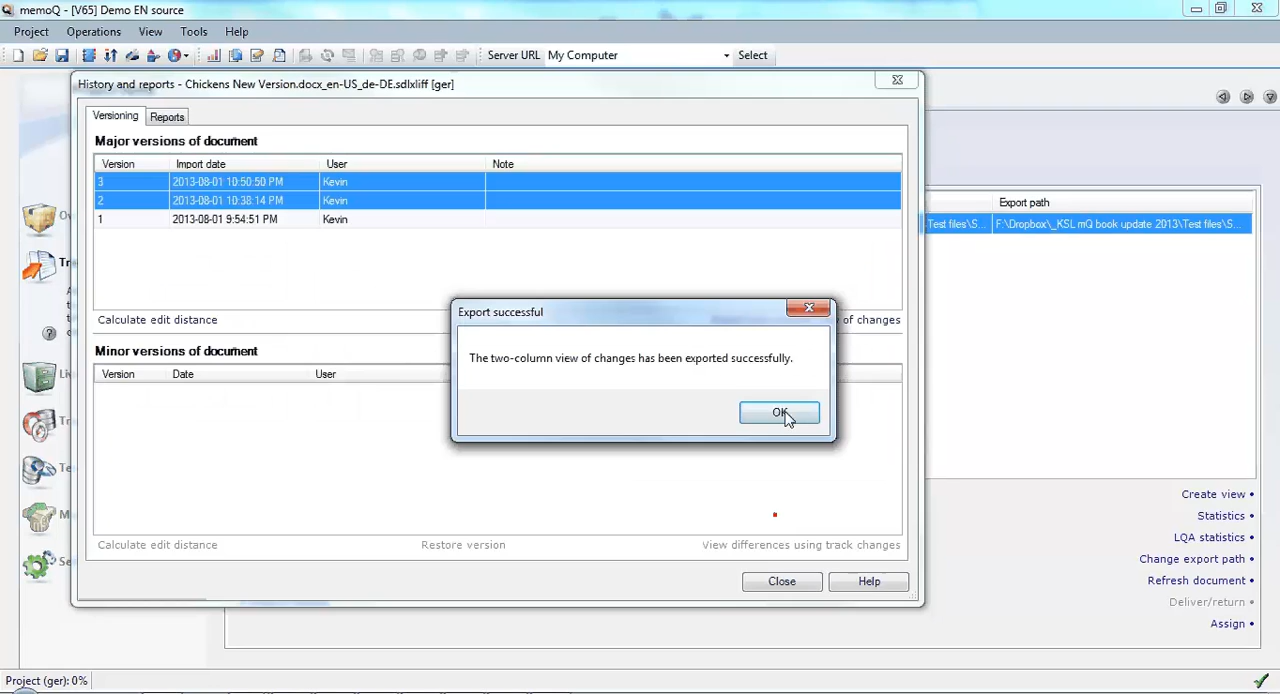 memoQ - [V65] Demo EN source
Project Operations View Tools Help
Server URL My Computer Select
History and reports - Chickens New Version.docx_en-US_de-DE.sdlxliff [ger]
Versioning Reports
Major versions of document
Version Import date User Note
3 2013-08-01 10:50:50 PM Kevin
2 2013-08-01 10:38:14 PM Kevin
1 2013-08-01 9:54:51 PM Kevin
Calculate edit distance
of changes
Export successful
The two-column view of changes has been exported successfully.
OK
Minor versions of document
Version Date User
Calculate edit distance Restore version View differences using track changes
Close Help
Export path
Test files\S... F:\Dropbox\_KSL mQ book update 2013\Test files\S...
Create view
Statistics
LQA statistics
Change export path
Refresh document
Deliver/return
Assign
Project (ger): 0%